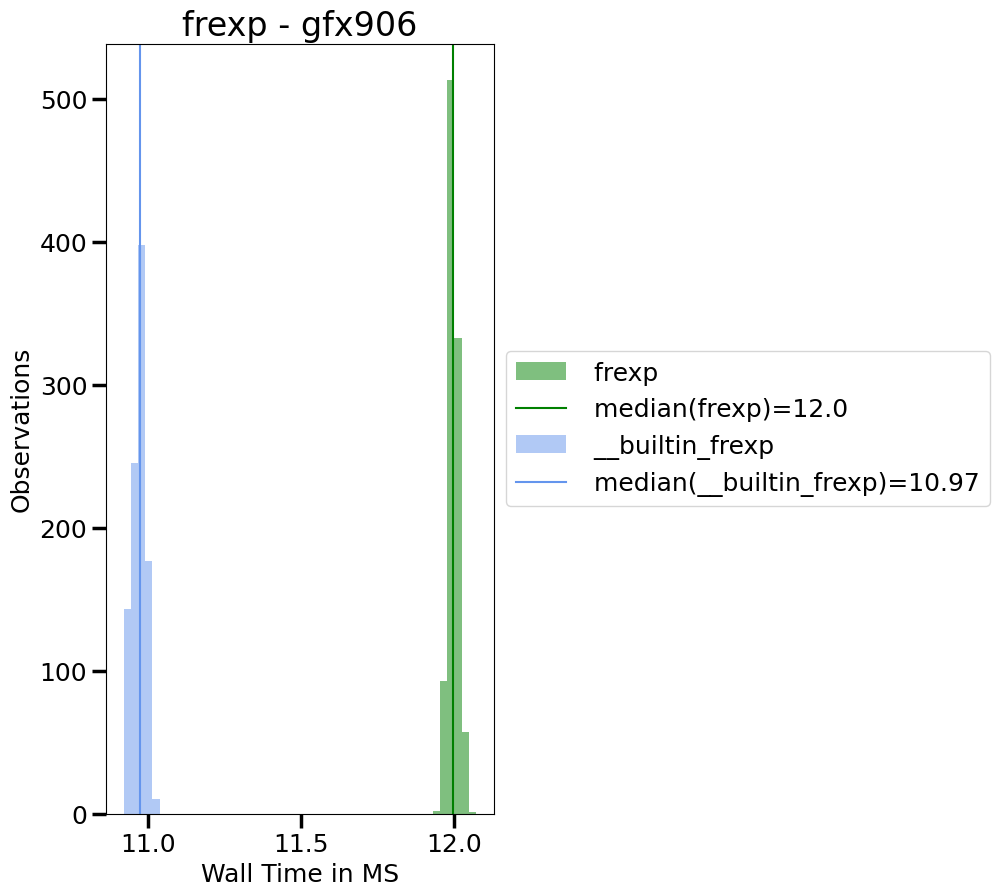 frexp - gfx906
500
400
300
200
100
0
Observations
11.0
11.5
12.0
Wall Time in MS
frexp
median(frexp)=12.0
__builtin_frexp
median(__builtin_frexp)=10.97